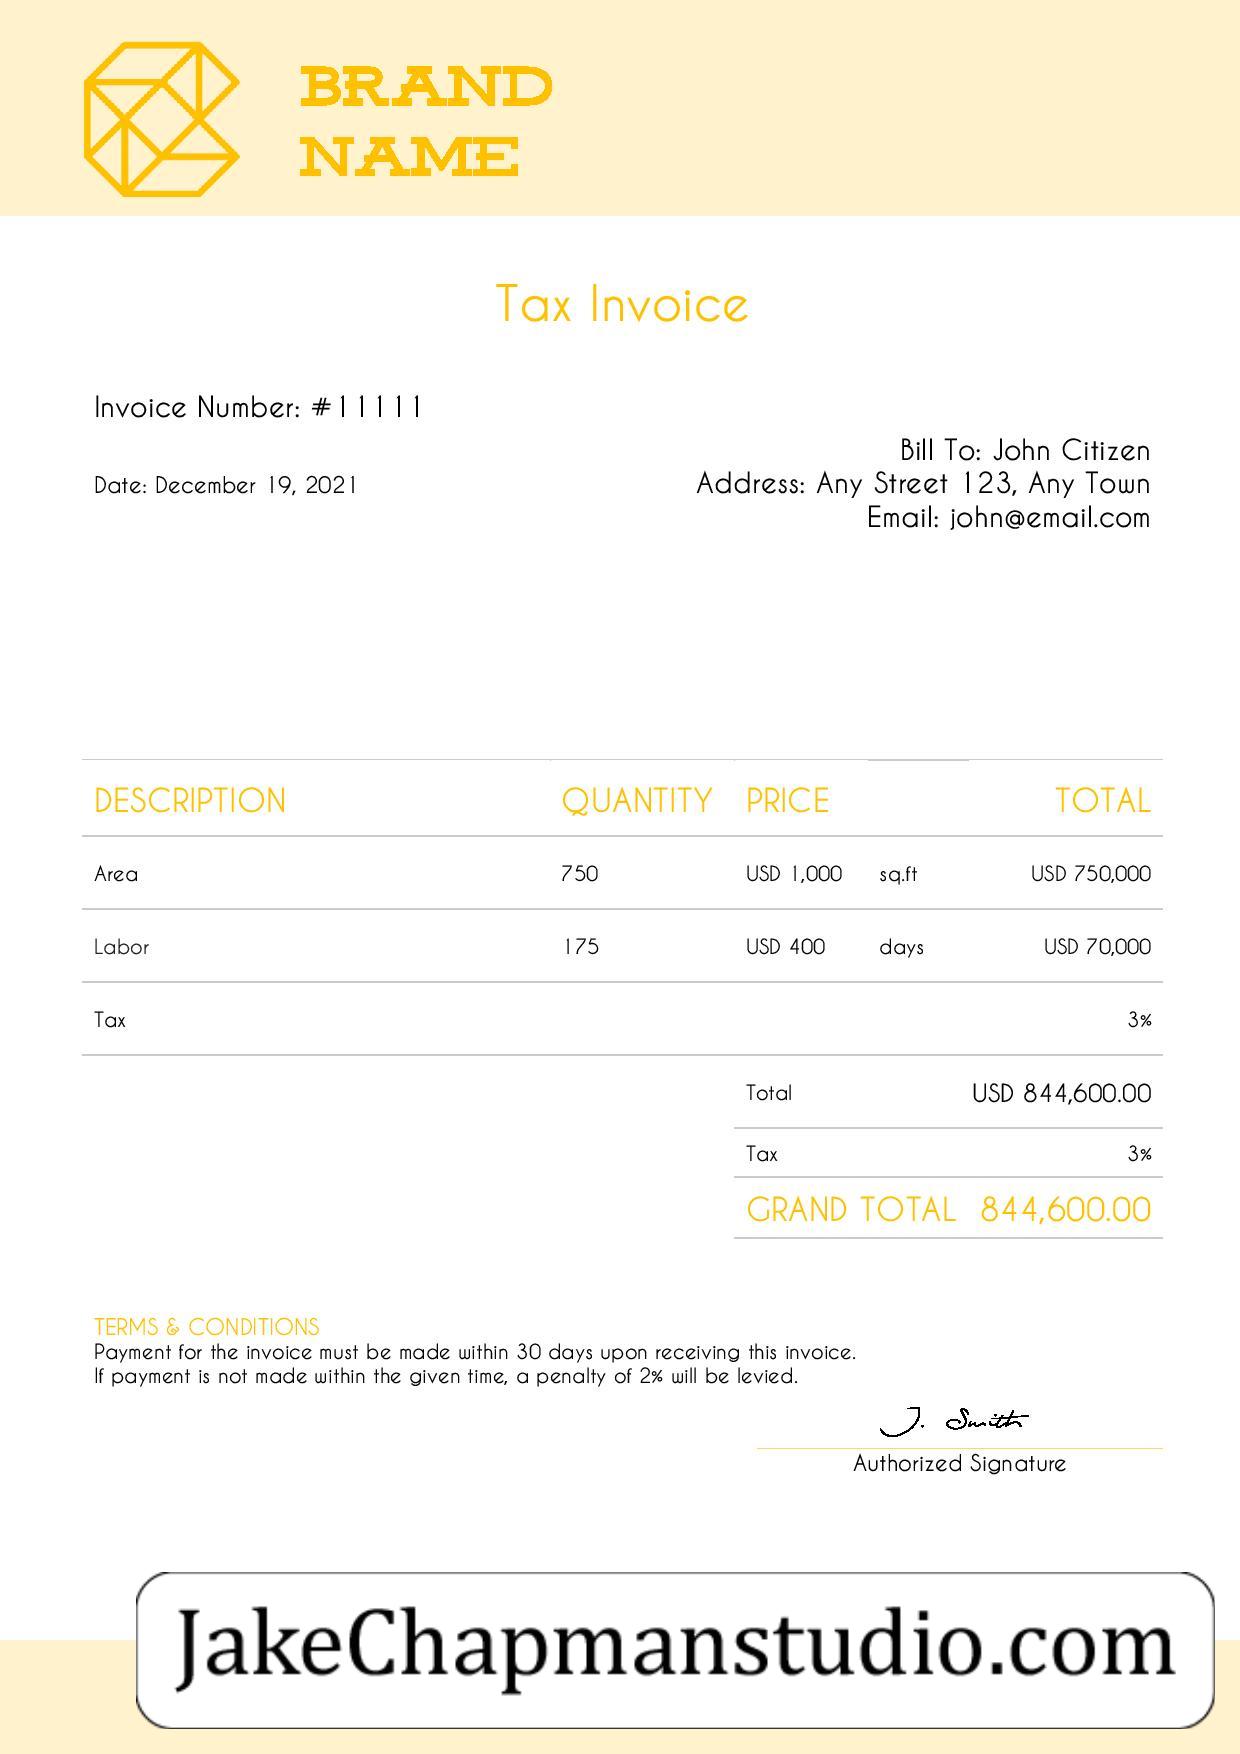 BRAND
NAME
Tax Invoice
Invoice Number: #11111
Date: December 19, 2021
Bill To: John Citizen
Address: Any Street 123, Any Town
Email: john@email.com
DESCRIPTION QUANTITY PRICE TOTAL
Area 750 USD 1,000 sq.ft USD 750,000
Labor 175 USD 400 days USD 70,000
Tax 3%
Total USD 844,600.00
Tax 3%
GRAND TOTAL 844,600.00
TERMS & CONDITIONS
Payment for the invoice must be made within 30 days upon receiving this invoice.
If payment is not made within the given time, a penalty of 2% will be levied.
J. Smith
Authorized Signature
JakeChapmanstudio.com